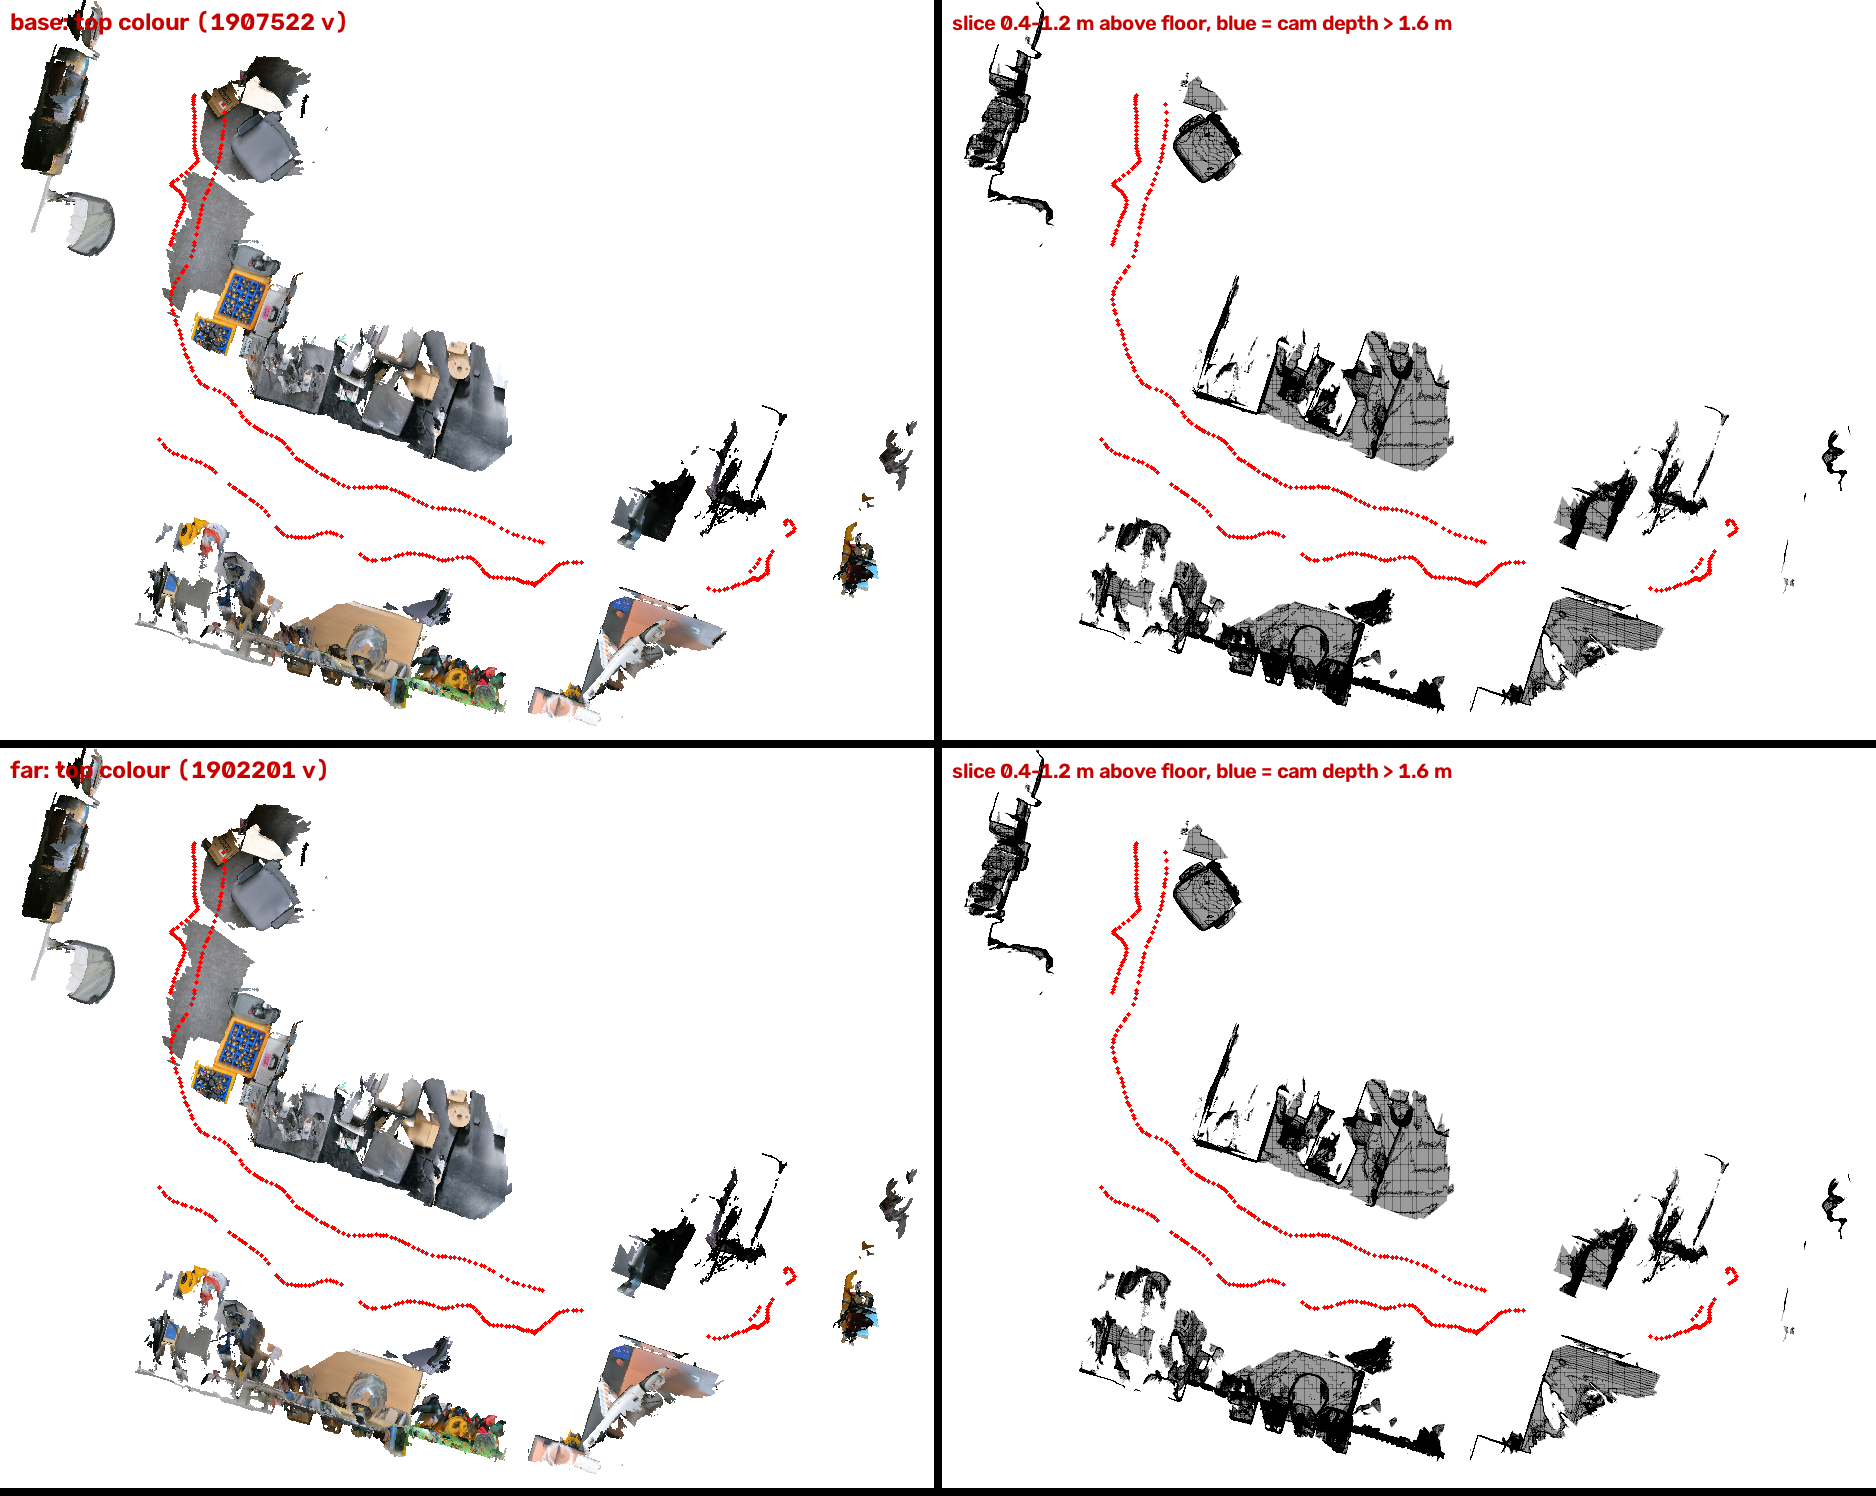 base: top colour (1907522 v)
slice 0.4-1.2 m above floor, blue = cam depth > 1.6 m
far: top colour (1902201 v)
slice 0.4-1.2 m above floor, blue = cam depth > 1.6 m